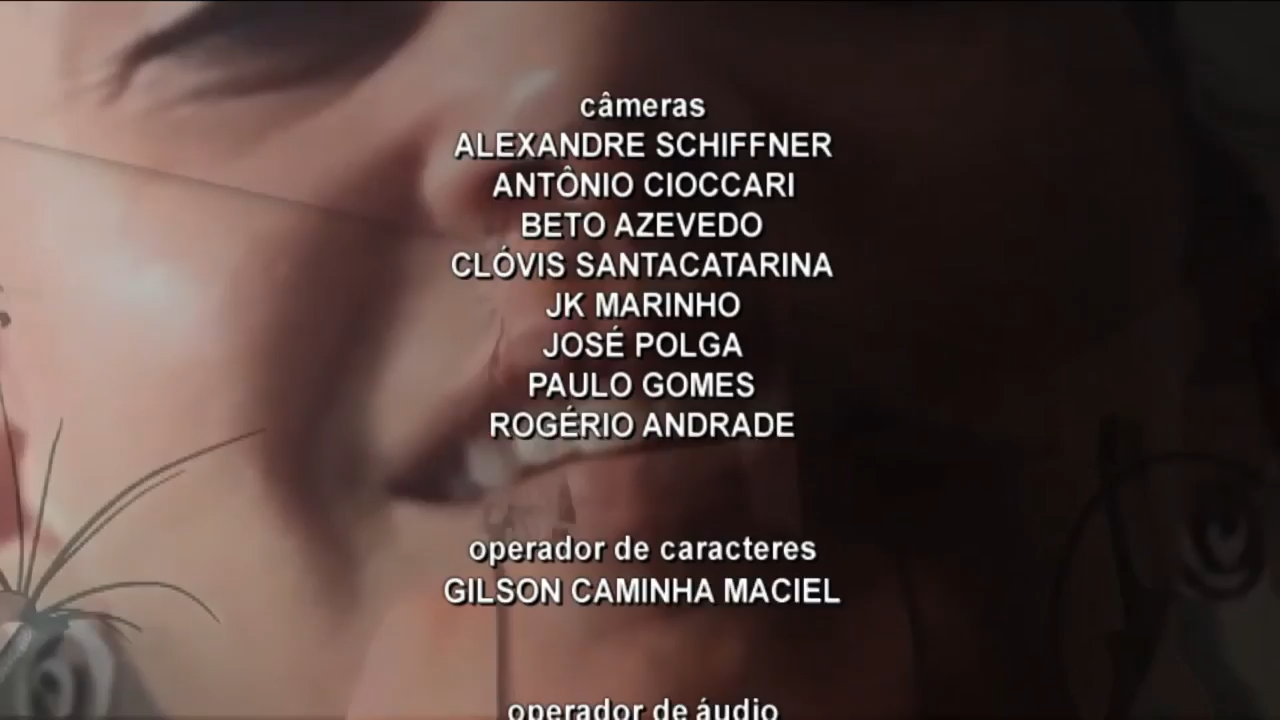 câmeras
ALEXANDRE SCHIFFNER
ANTÔNIO CIOCCARI
BETO AZEVEDO
CLÓVIS SANTACATARINA
JK MARINHO
JOSÉ POLGA
PAULO GOMES
ROGÉRIO ANDRADE
operador de caracteres
GILSON CAMINHA MACIEL
operador de áudio